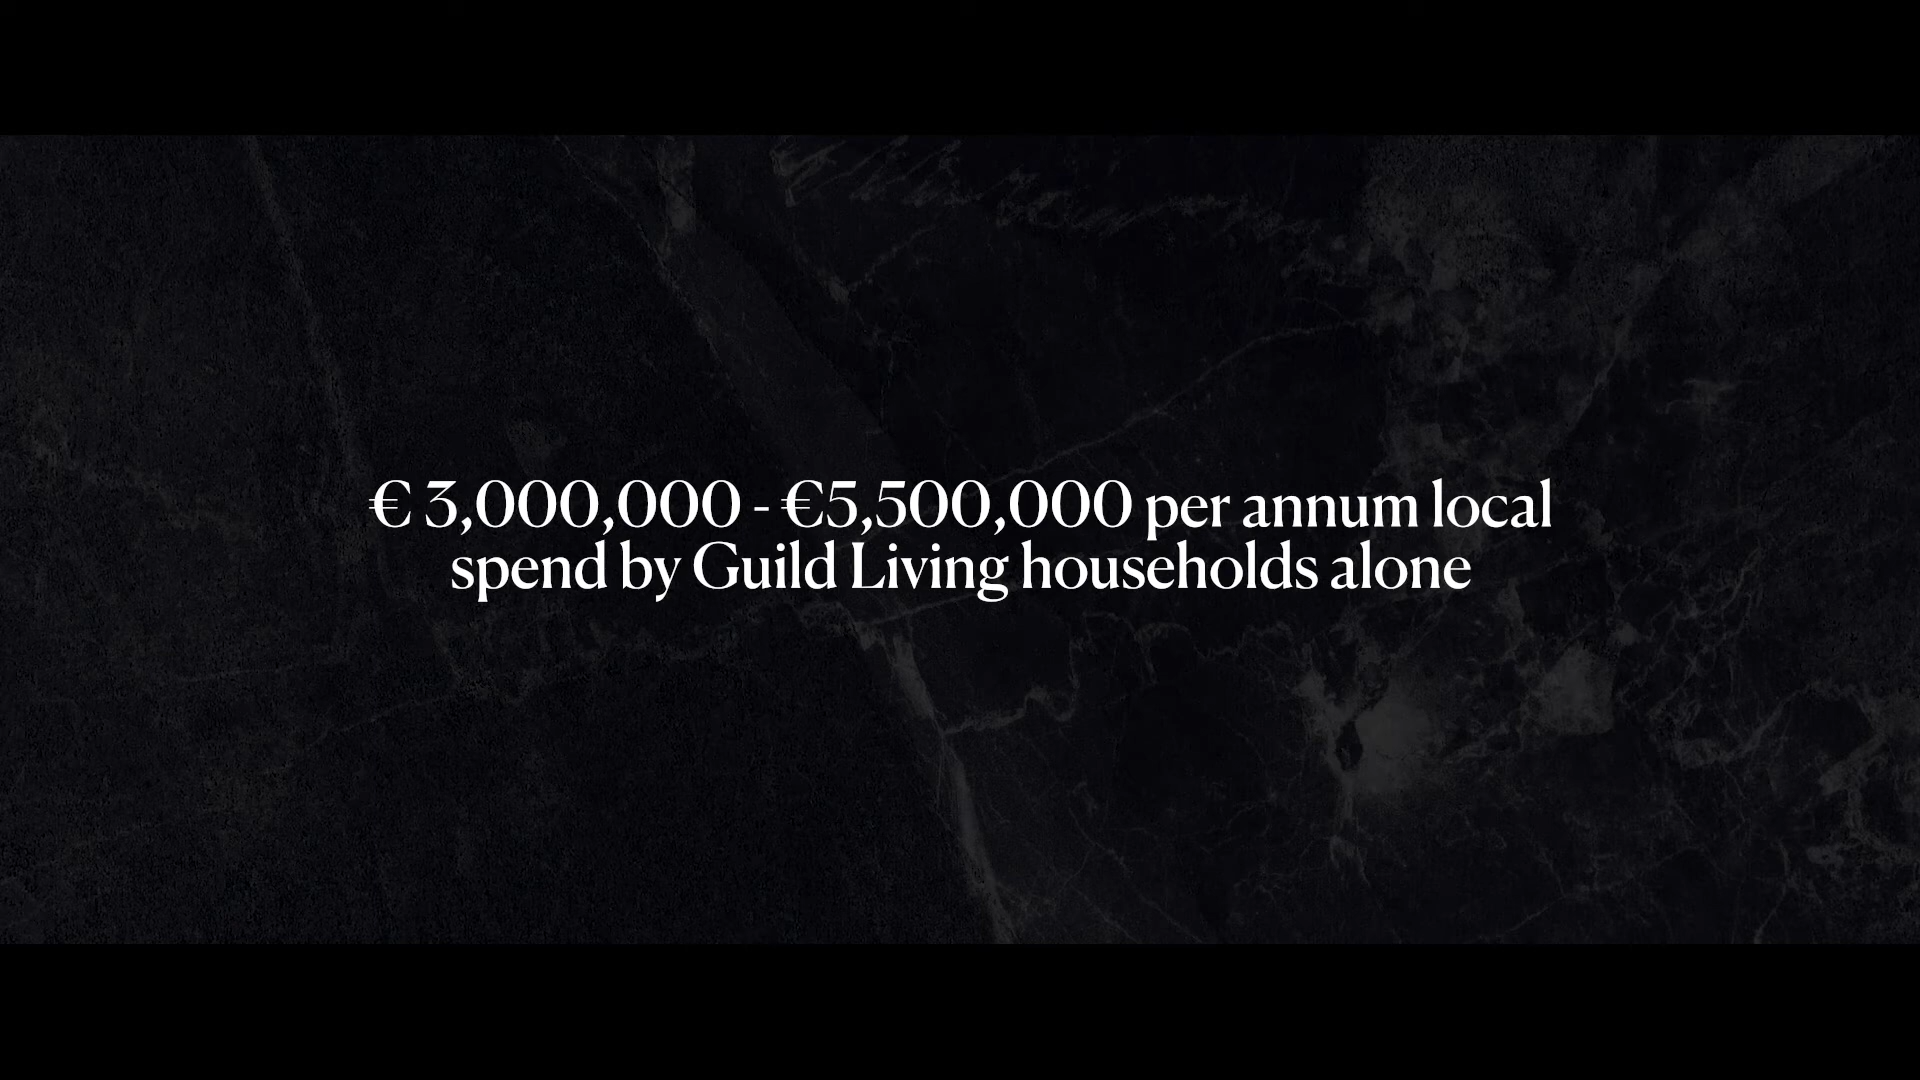 € 3,000,000 - €5,500,000 per annum local
spend by Guild Living households alone